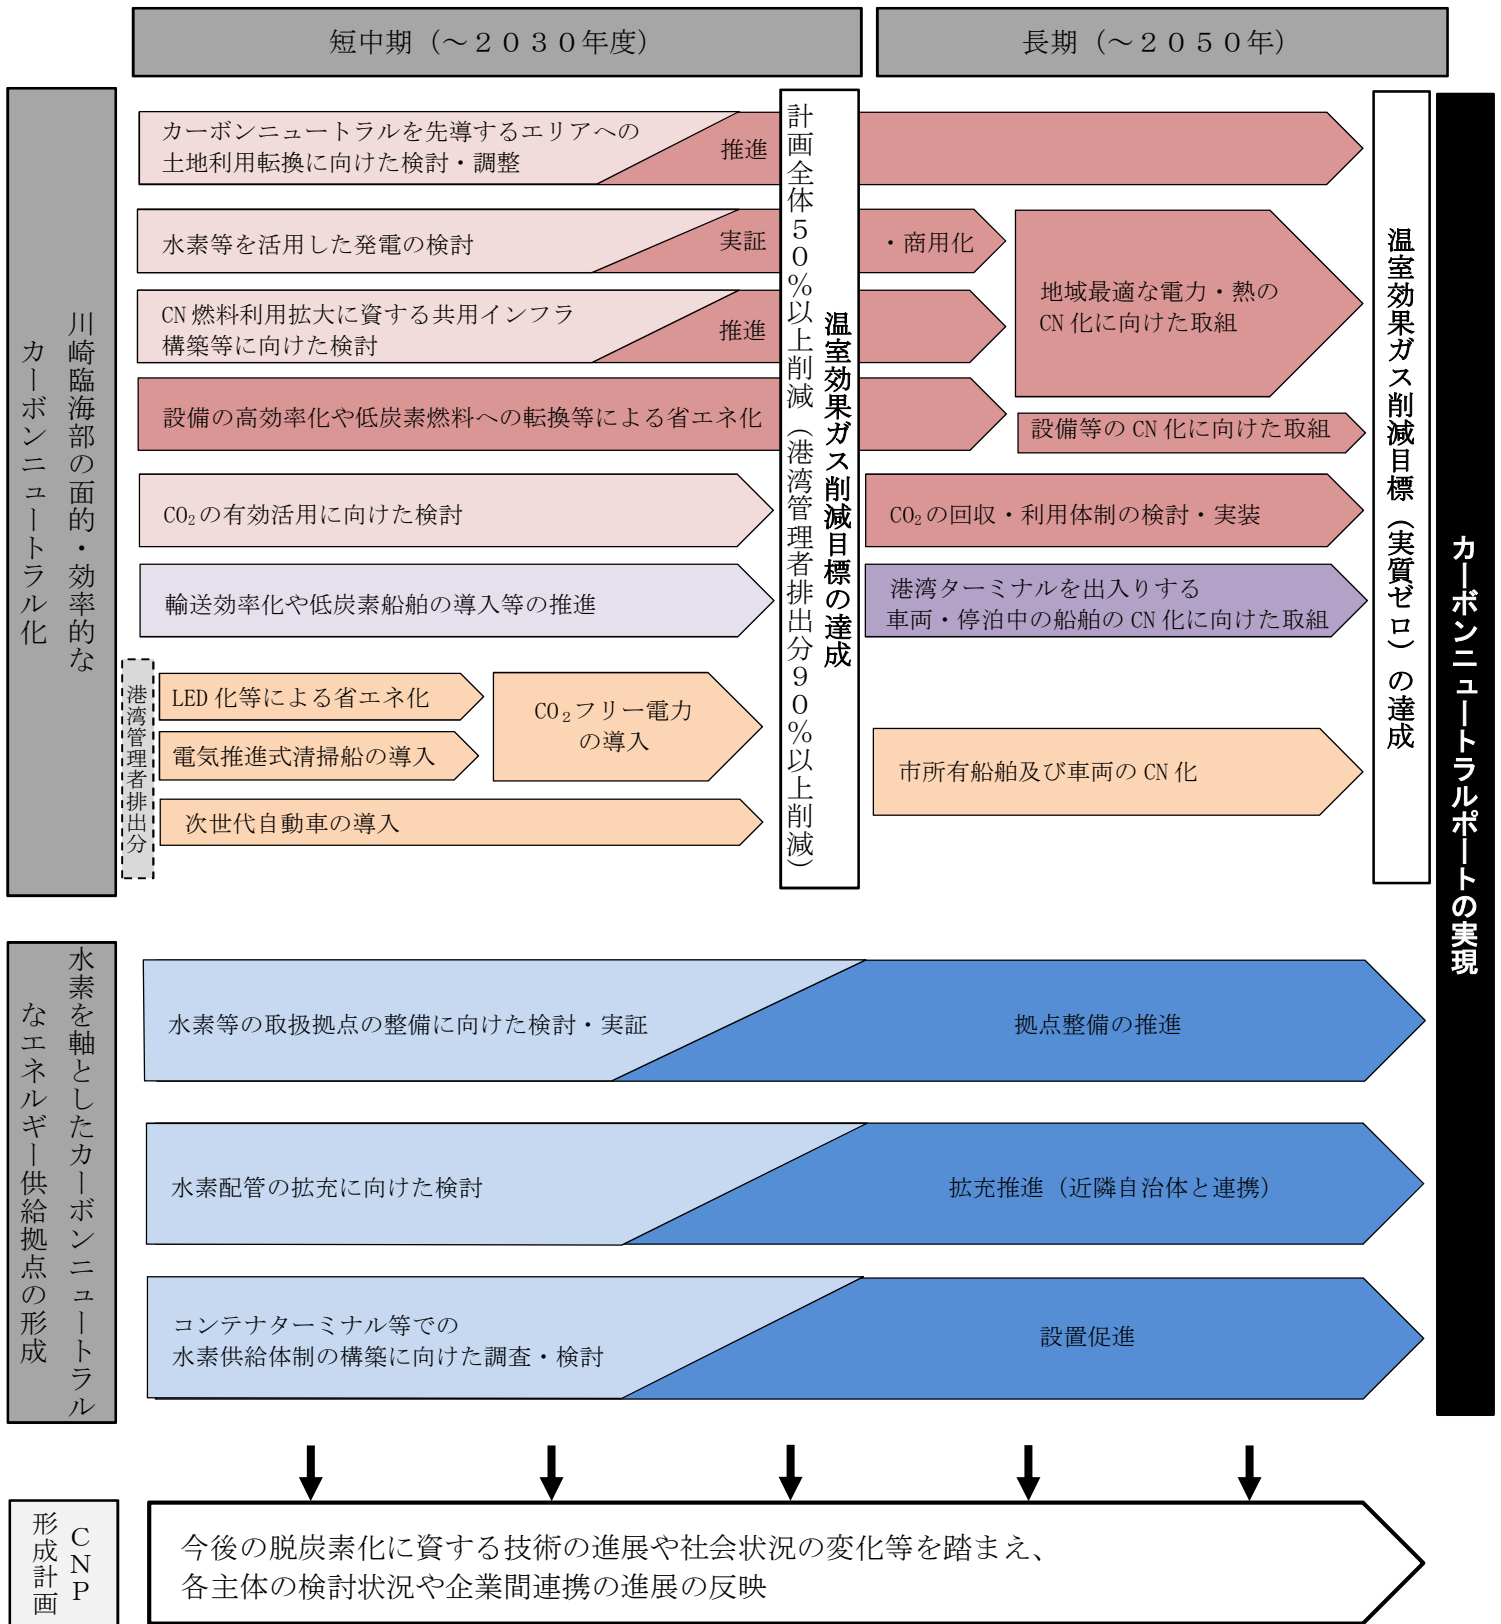 短中期（～２０３０年度）
長期（～２０５０年）
川崎臨海部の面的・効率的な
カーボンニュートラル化
カーボンニュートラルを先導するエリアへの
土地利用転換に向けた検討・調整
推進
水素等を活用した発電の検討
実証
・商用化
CN 燃料利用拡大に資する共用インフラ
構築等に向けた検討
推進
地域最適な電力・熱の
CN 化に向けた取組
設備の高効率化や低炭素燃料への転換等による省エネ化
設備等の CN 化に向けた取組
CO₂の有効活用に向けた検討
CO₂の回収・利用体制の検討・実装
輸送効率化や低炭素船舶の導入等の推進
港湾ターミナルを出入りする
車両・停泊中の船舶の CN 化に向けた取組
港湾管理者排出分
LED 化等による省エネ化
電気推進式清掃船の導入
CO₂フリー電力
の導入
次世代自動車の導入
市所有船舶及び車両の CN 化
温室効果ガス削減目標の達成
計画全体５０％以上削減（港湾管理者排出分９０％以上削減）
温室効果ガス削減目標（実質ゼロ）の達成
カーボンニュートラルポートの実現
水素を軸としたカーボンニュートラル
なエネルギー供給拠点の形成
水素等の取扱拠点の整備に向けた検討・実証
拠点整備の推進
水素配管の拡充に向けた検討
拡充推進（近隣自治体と連携）
コンテナターミナル等での
水素供給体制の構築に向けた調査・検討
設置促進
ＣＮＰ
形成計画
今後の脱炭素化に資する技術の進展や社会状況の変化等を踏まえ、
各主体の検討状況や企業間連携の進展の反映